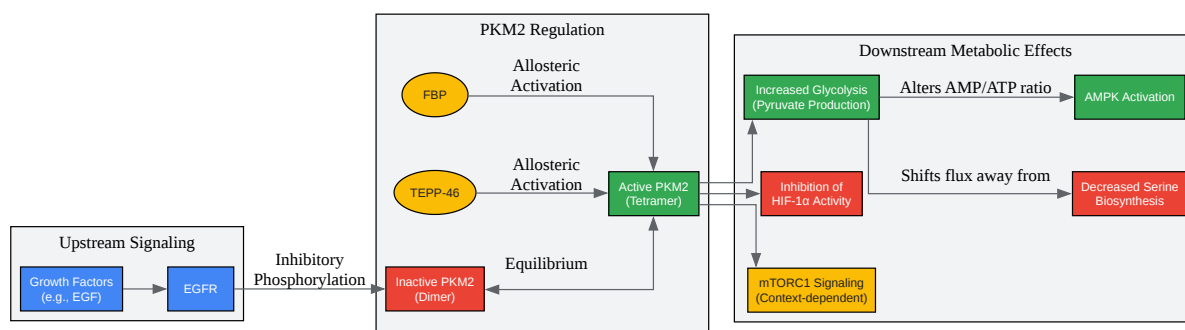 PKM2 Regulation
Downstream Metabolic Effects
FBP
Allosteric
Activation
Increased Glycolysis
(Pyruvate Production)
Alters AMP/ATP ratio
AMPK Activation
TEPP-46
Allosteric
Activation
Active PKM2
(Tetramer)
Inhibition of
HIF-1α Activity
Shifts flux away from
Decreased Serine
Biosynthesis
Upstream Signaling
Growth Factors
(e.g., EGF)
EGFR
Inhibitory
Phosphorylation
Inactive PKM2
(Dimer)
Equilibrium
mTORC1 Signaling
(Context-dependent)